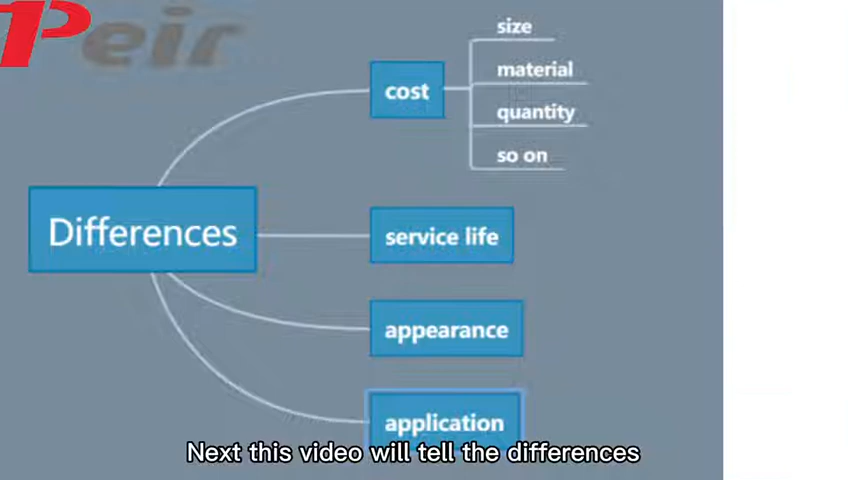 Peir
size
material
cost
quantity
so on
Differences
service life
appearance
application
Next this video will tell the differences